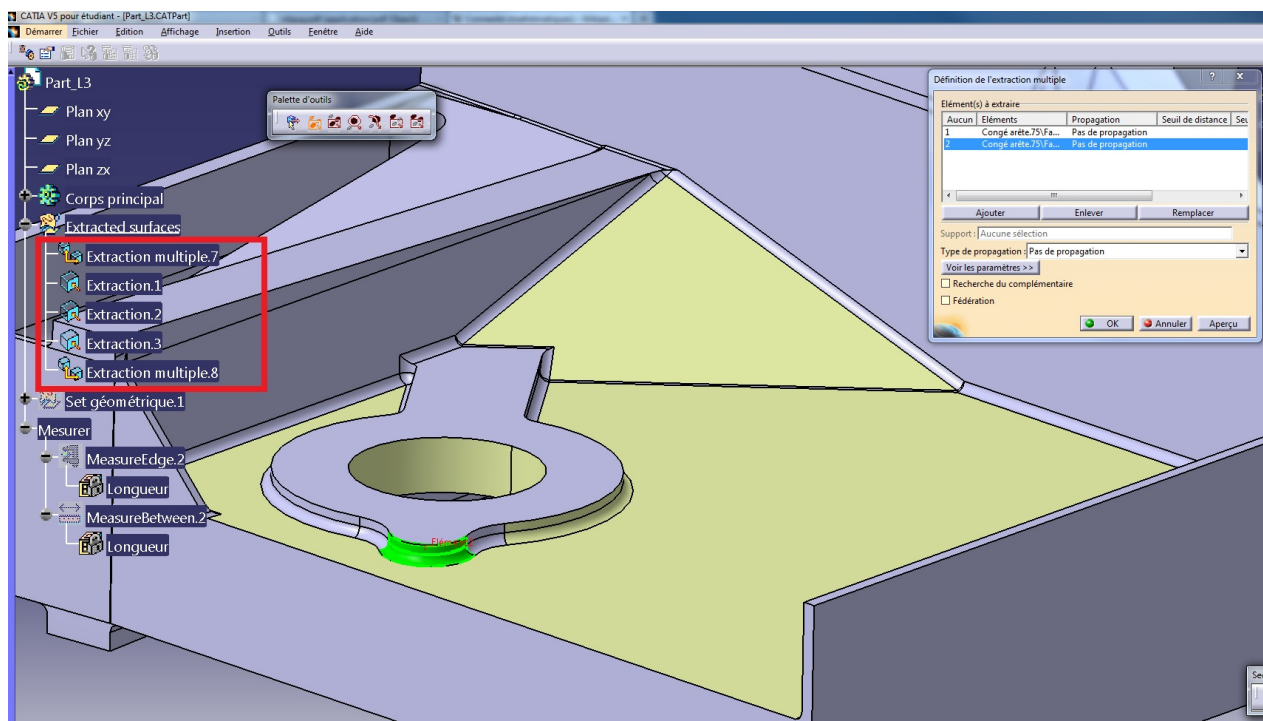 CATIA V5 pour étudiant - [Part_L3.CATPart]
Démarrer Fichier Edition Affichage Insertion Outils Fenêtre Aide
Part_L3
Plan xy
Plan yz
Plan zx
Corps principal
Extracted surfaces
Extraction multiple.7
Extraction.1
Extraction.2
Extraction.3
Extraction multiple.8
Set géométrique.1
Mesurer
MeasureEdge.2
Longueur
MeasureBetween.2
Longueur
Palette d'outils
Définition de l'extraction multiple
Elément(s) à extraire
Aucun Eléments Propagation Seuil de distance Seu
1 Congé arête.75\Fa... Pas de propagation
2 Congé arête.75\Fa... Pas de propagation
Ajouter Enlever Remplacer
Support : Aucune sélection
Type de propagation : Pas de propagation
Voir les paramètres >>
Recherche du complémentaire
Fédération
OK Annuler Aperçu